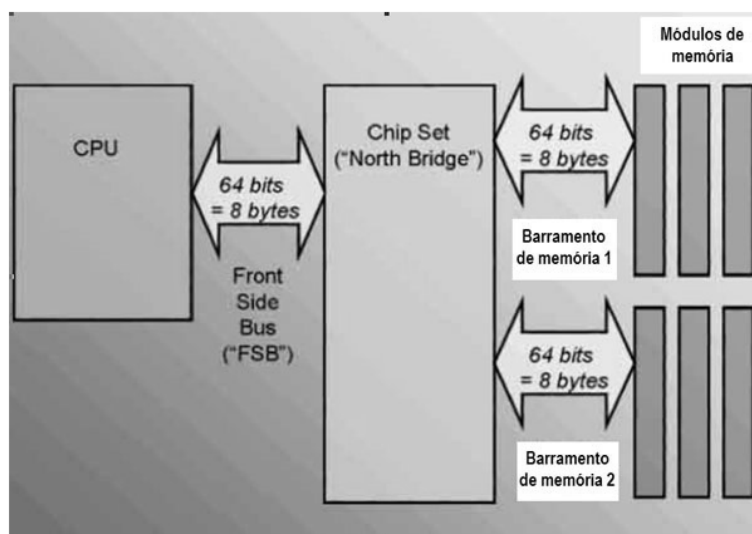 Módulos de
memória
CPU
64 bits
= 8 bytes
Front
Side
Bus
("FSB")
Chip Set
("North Bridge")
64 bits
= 8 bytes
Barramento
de memória 1
64 bits
= 8 bytes
Barramento
de memória 2